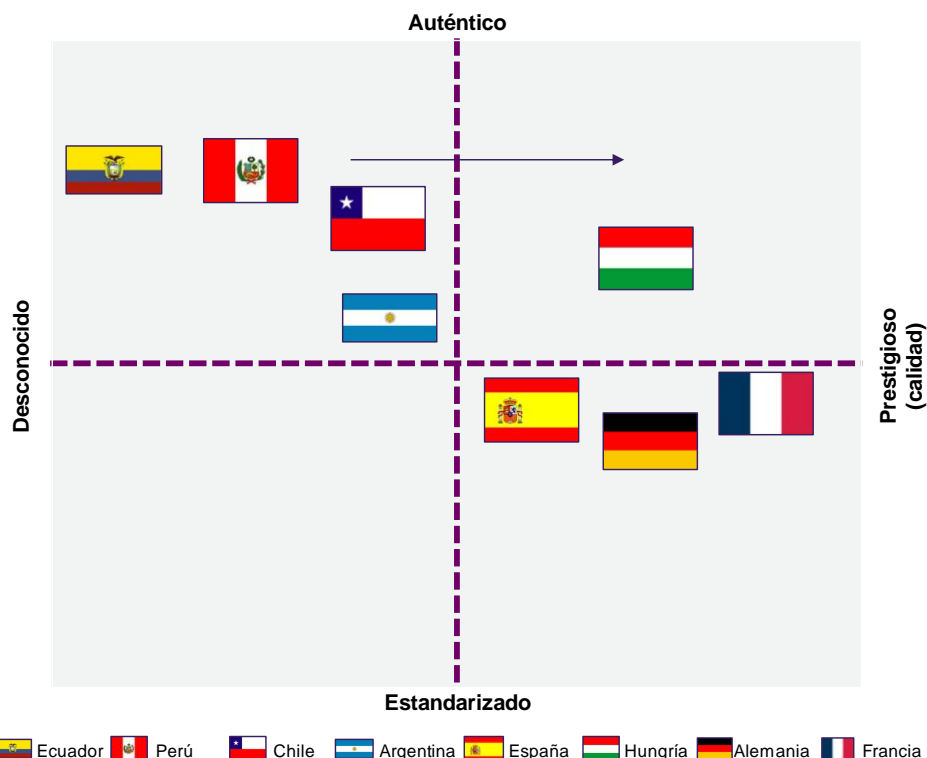 Auténtico
Desconocido
Prestigioso
(calidad)
Estandarizado
Ecuador Perú Chile Argentina España Hungría Alemania Francia